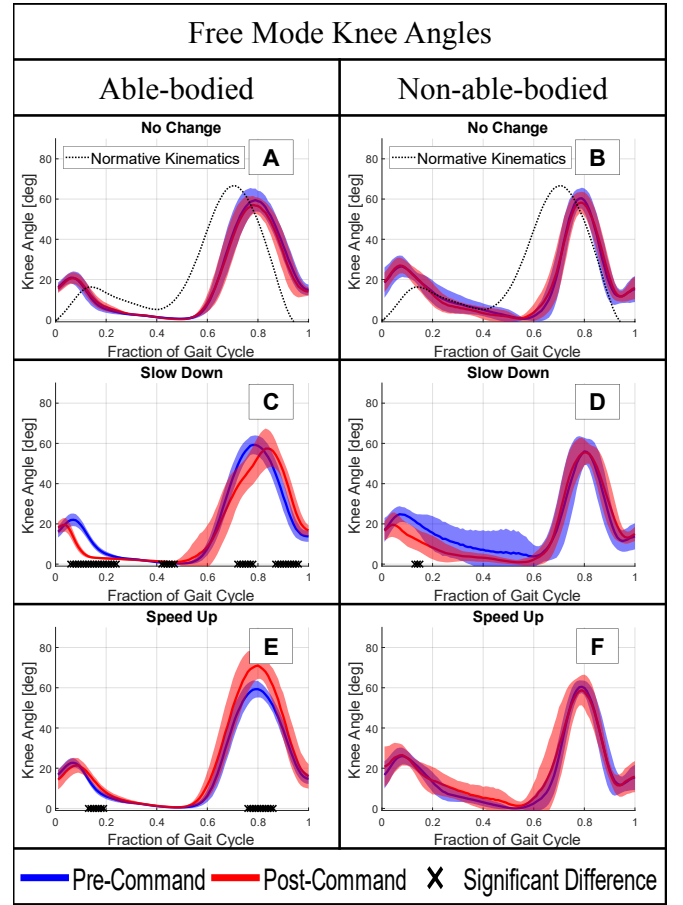 Free Mode Knee Angles
Able-bodied
Non-able-bodied
No Change
A
Normative Kinematics
Knee Angle [deg]
80
60
40
20
0
0 0.2 0.4 0.6 0.8 1
Fraction of Gait Cycle
No Change
B
Normative Kinematics
Knee Angle [deg]
80
60
40
20
0
0 0.2 0.4 0.6 0.8 1
Fraction of Gait Cycle
Slow Down
C
Knee Angle [deg]
80
60
40
20
0
0 0.2 0.4 0.6 0.8 1
Fraction of Gait Cycle
Slow Down
D
Knee Angle [deg]
80
60
40
20
0
0 0.2 0.4 0.6 0.8 1
Fraction of Gait Cycle
Speed Up
E
Knee Angle [deg]
80
60
40
20
0
0 0.2 0.4 0.6 0.8 1
Fraction of Gait Cycle
Speed Up
F
Knee Angle [deg]
80
60
40
20
0
0 0.2 0.4 0.6 0.8 1
Fraction of Gait Cycle
Pre-Command Post-Command Significant Difference